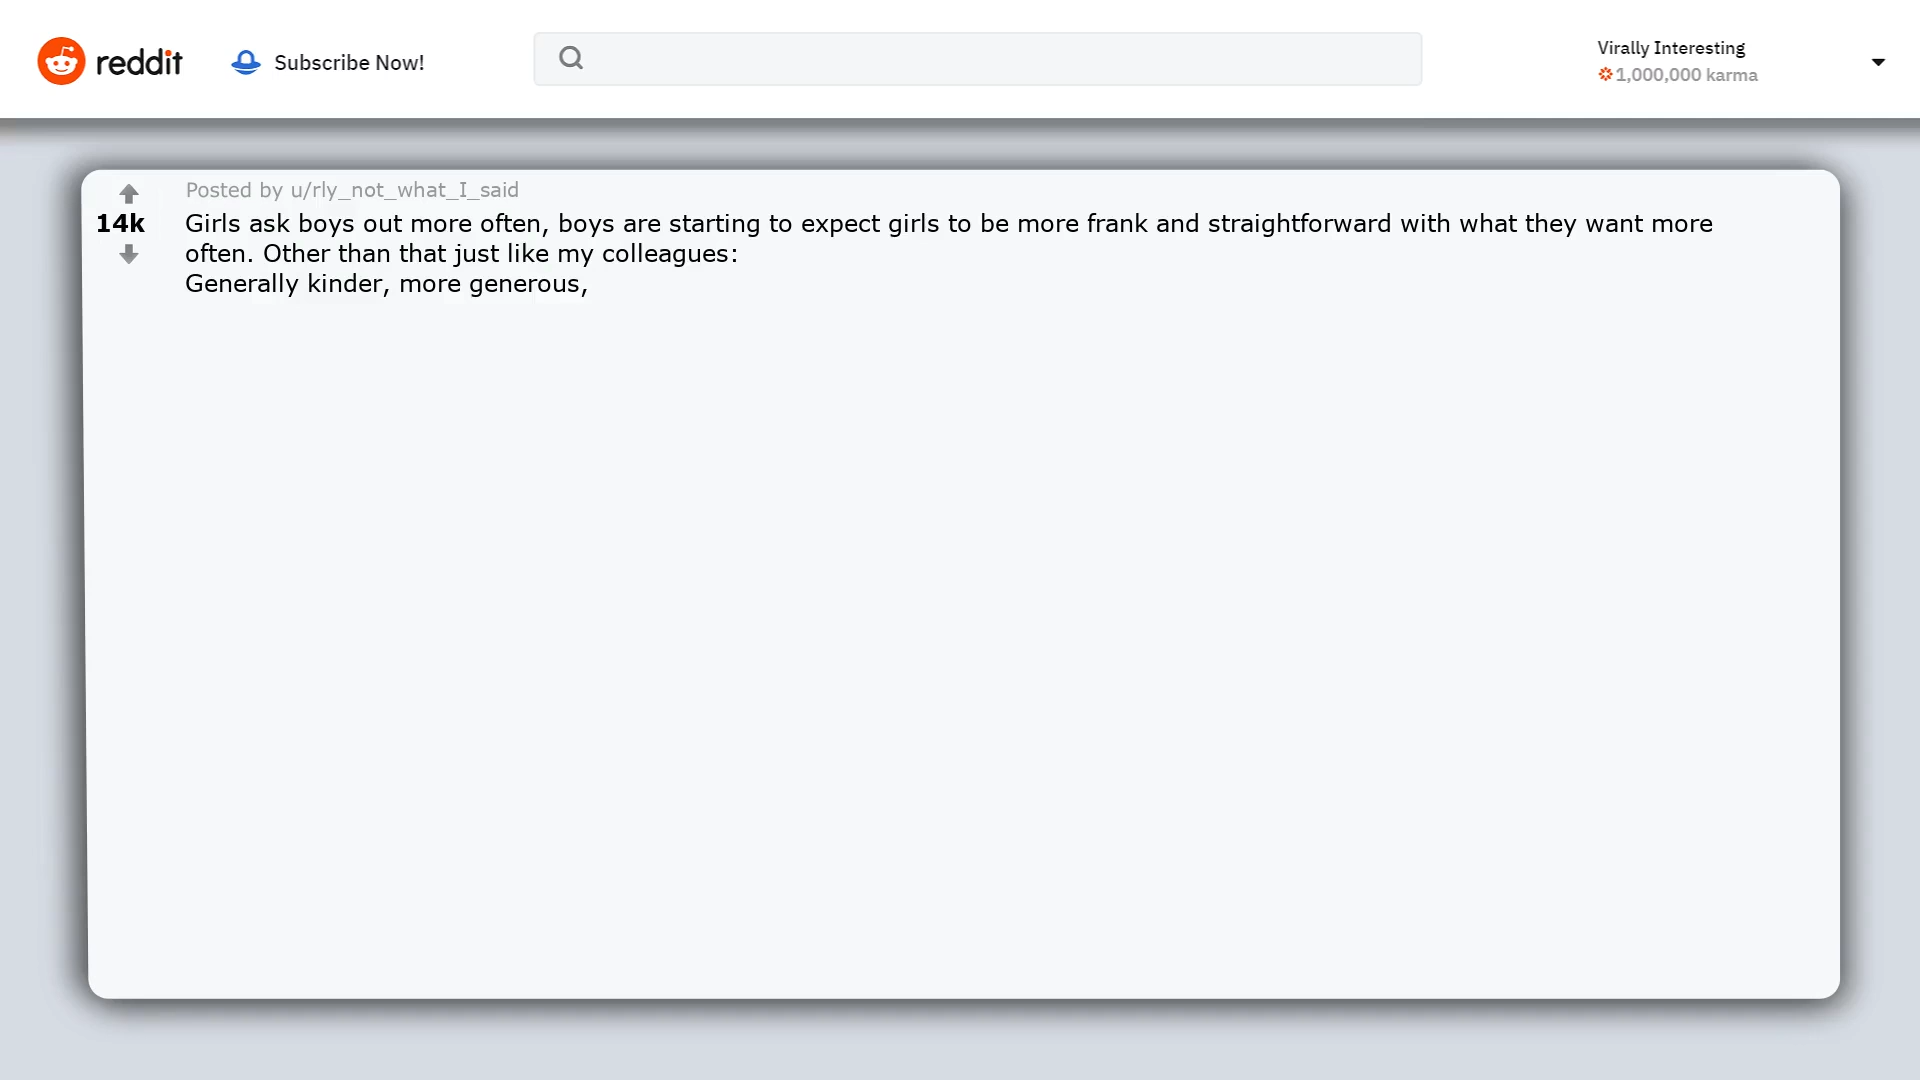 reddit
Subscribe Now!
Virally Interesting
1,000,000 karma
Posted by u/rly_not_what_I_said
14k
Girls ask boys out more often, boys are starting to expect girls to be more frank and straightforward with what they want more
often. Other than that just like my colleagues:
Generally kinder, more generous,